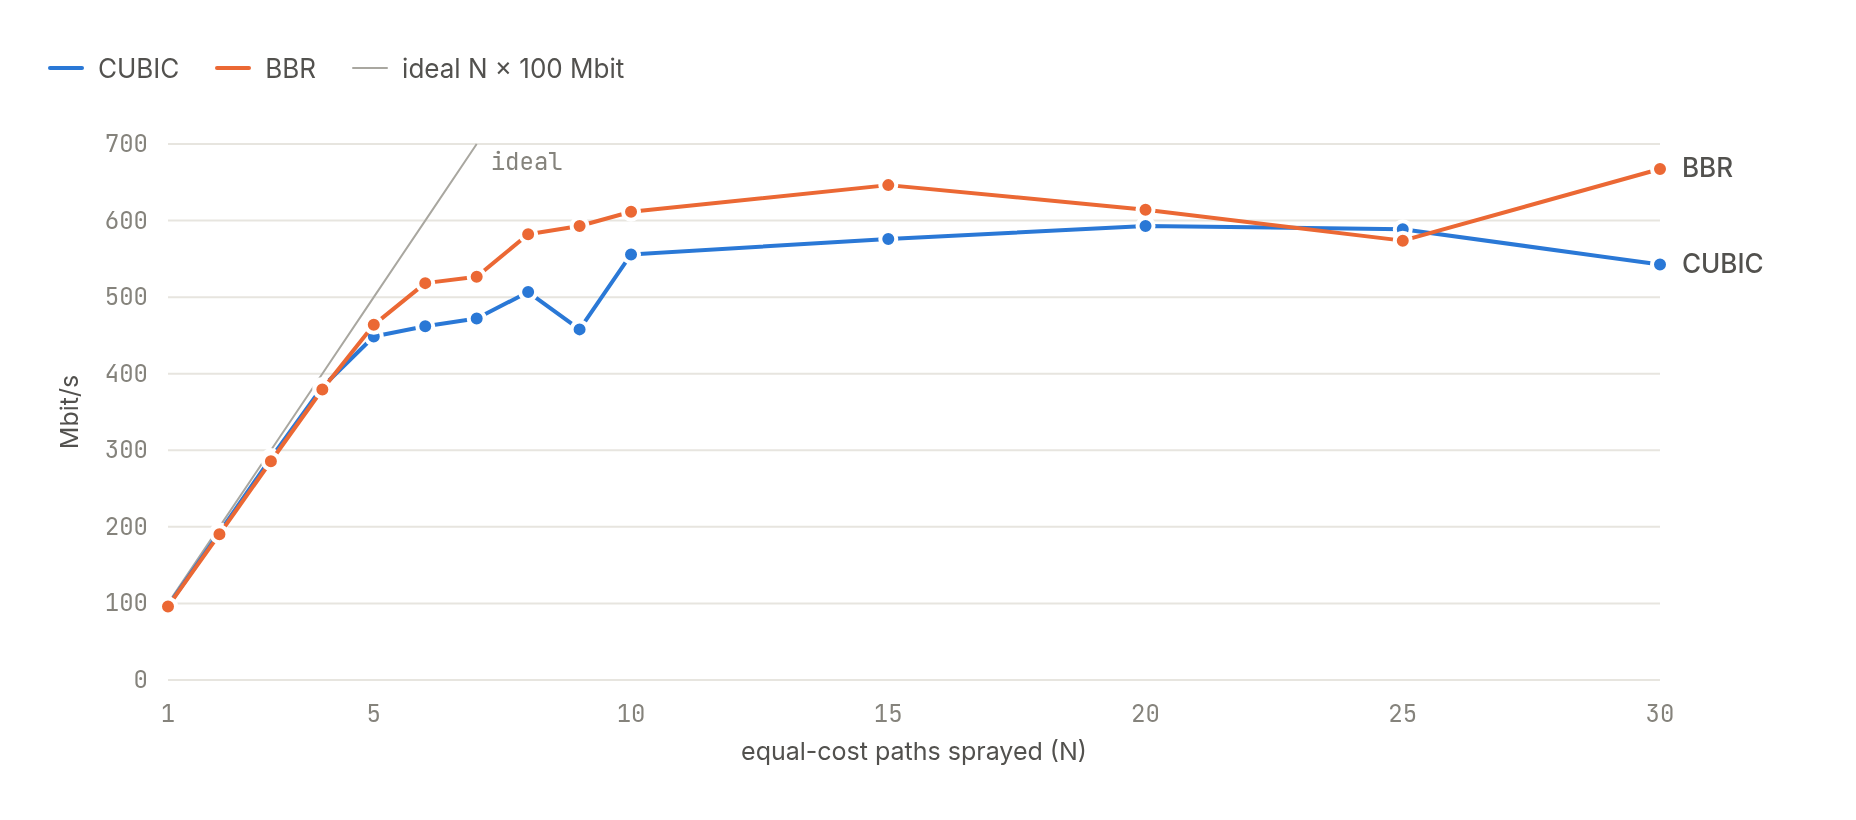 CUBIC BBR ideal N × 100 Mbit
700
ideal
BBR
600
CUBIC
500
400
Mbit/s
300
200
100
0
1 5 10 15 20 25 30
equal-cost paths sprayed (N)